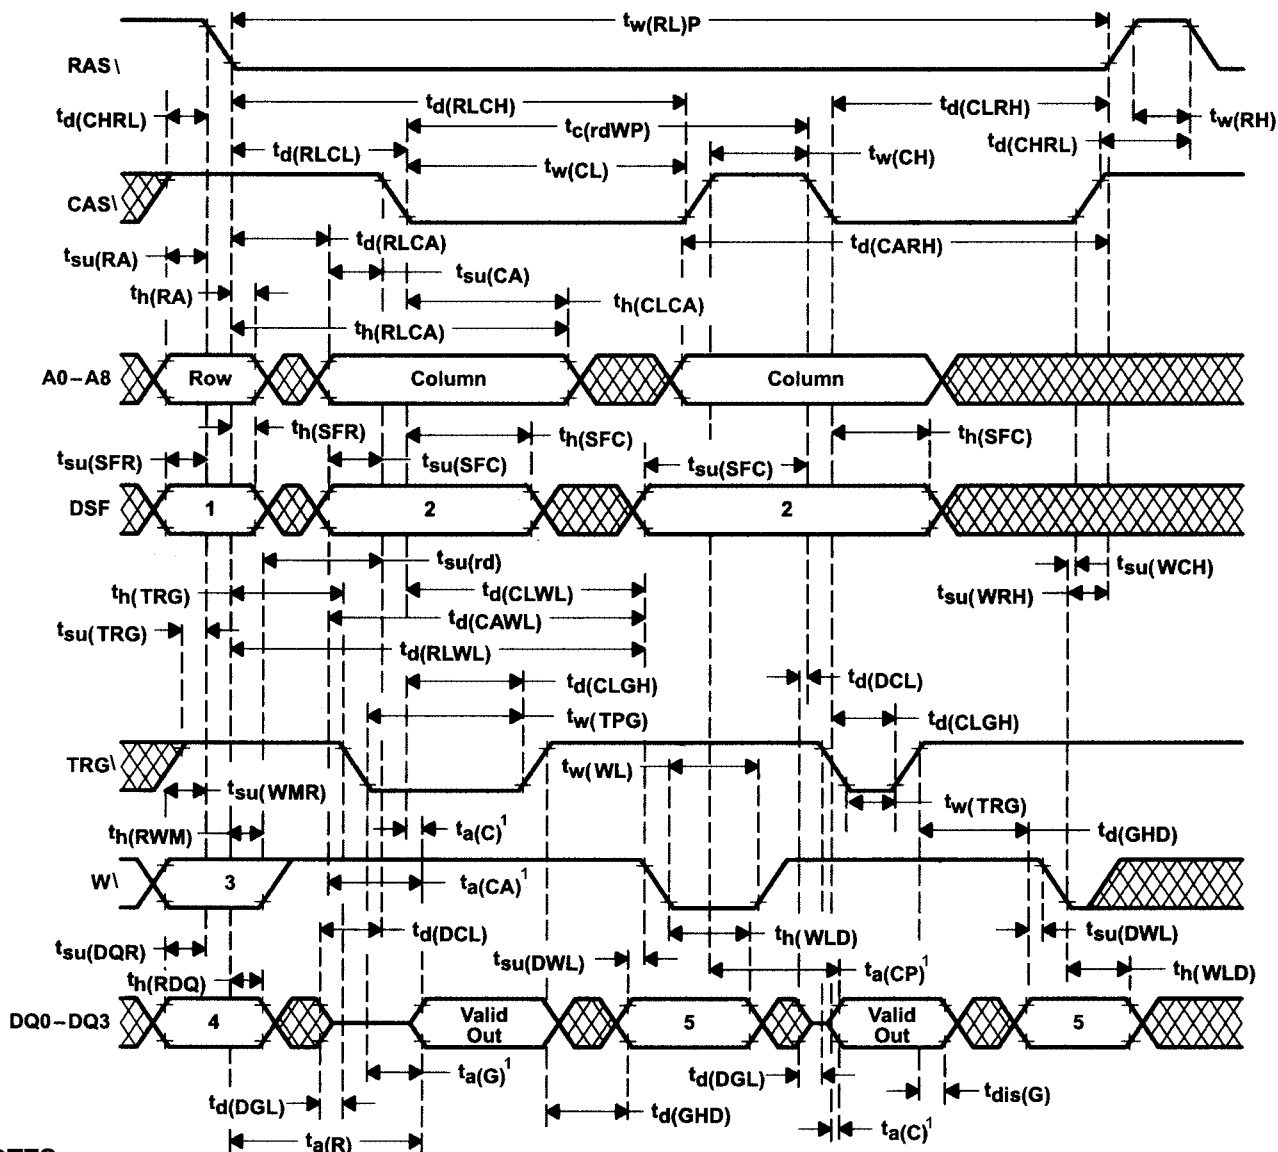 tw(RL)P
RAS\
td(CHRL)
td(RLCH)
td(CLRH)
tc(rdWP)
tw(RH)
td(CHRL)
td(RLCL)
tw(CH)
tw(CL)
CAS\
td(RLCA)
td(CARH)
tsu(RA)
tsu(CA)
th(RA)
th(CLCA)
th(RLCA)
A0–A8
Row
Column
Column
th(SFR)
th(SFC)
th(SFC)
tsu(SFR)
tsu(SFC)
tsu(SFC)
DSF
1
2
2
tsu(rd)
tsu(WCH)
th(TRG)
td(CLWL)
tsu(WRH)
td(CAWL)
tsu(TRG)
td(RLWL)
td(CLGH)
td(DCL)
tw(TPG)
td(CLGH)
TRG\
tw(WL)
tsu(WMR)
tw(TRG)
th(RWM)
ta(C)1
td(GHD)
W\
3
ta(CA)1
td(DCL)
th(WLD)
tsu(DWL)
tsu(DQR)
tsu(DWL)
ta(CP)1
th(WLD)
th(RDQ)
DQ0–DQ3
4
Valid Out
5
Valid Out
5
ta(G)1
td(DGL)
td(DGL)
td(GHD)
tdis(G)
ta(C)1
ta(R)